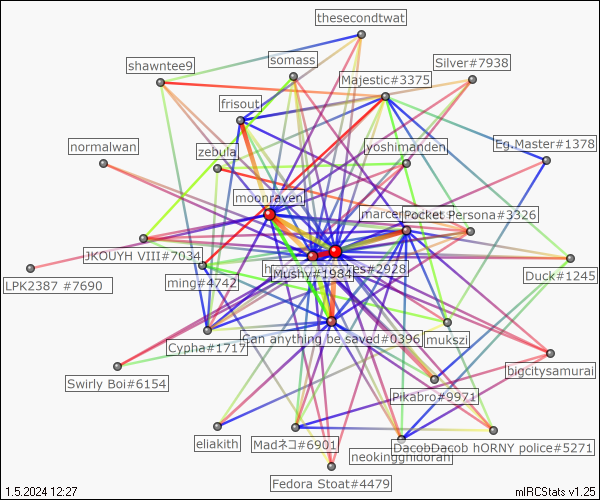 thesecondtwat
shawntee9
somass
Silver#7938
Majestic#3375
frisout
normalwan
zebula
yoshimanden
Eg.Master#1378
moonraven
marce
Pocket Persona#3326
JKOUYH VIII#7034
LPK2387 #7690
ming#4742
Mushy#1984
es#2928
Duck#1245
Cypha#1717
Can anything be saved#0396
mukszi
bigcitysamurai
Swirly Boi#6154
Pikabro#9971
eliakith
Madネコ#6901
DacobDacob hORNY police#5271
neokingghidorah
Fedora Stoat#4479
1.5.2024 12:27
mIRCStats v1.25